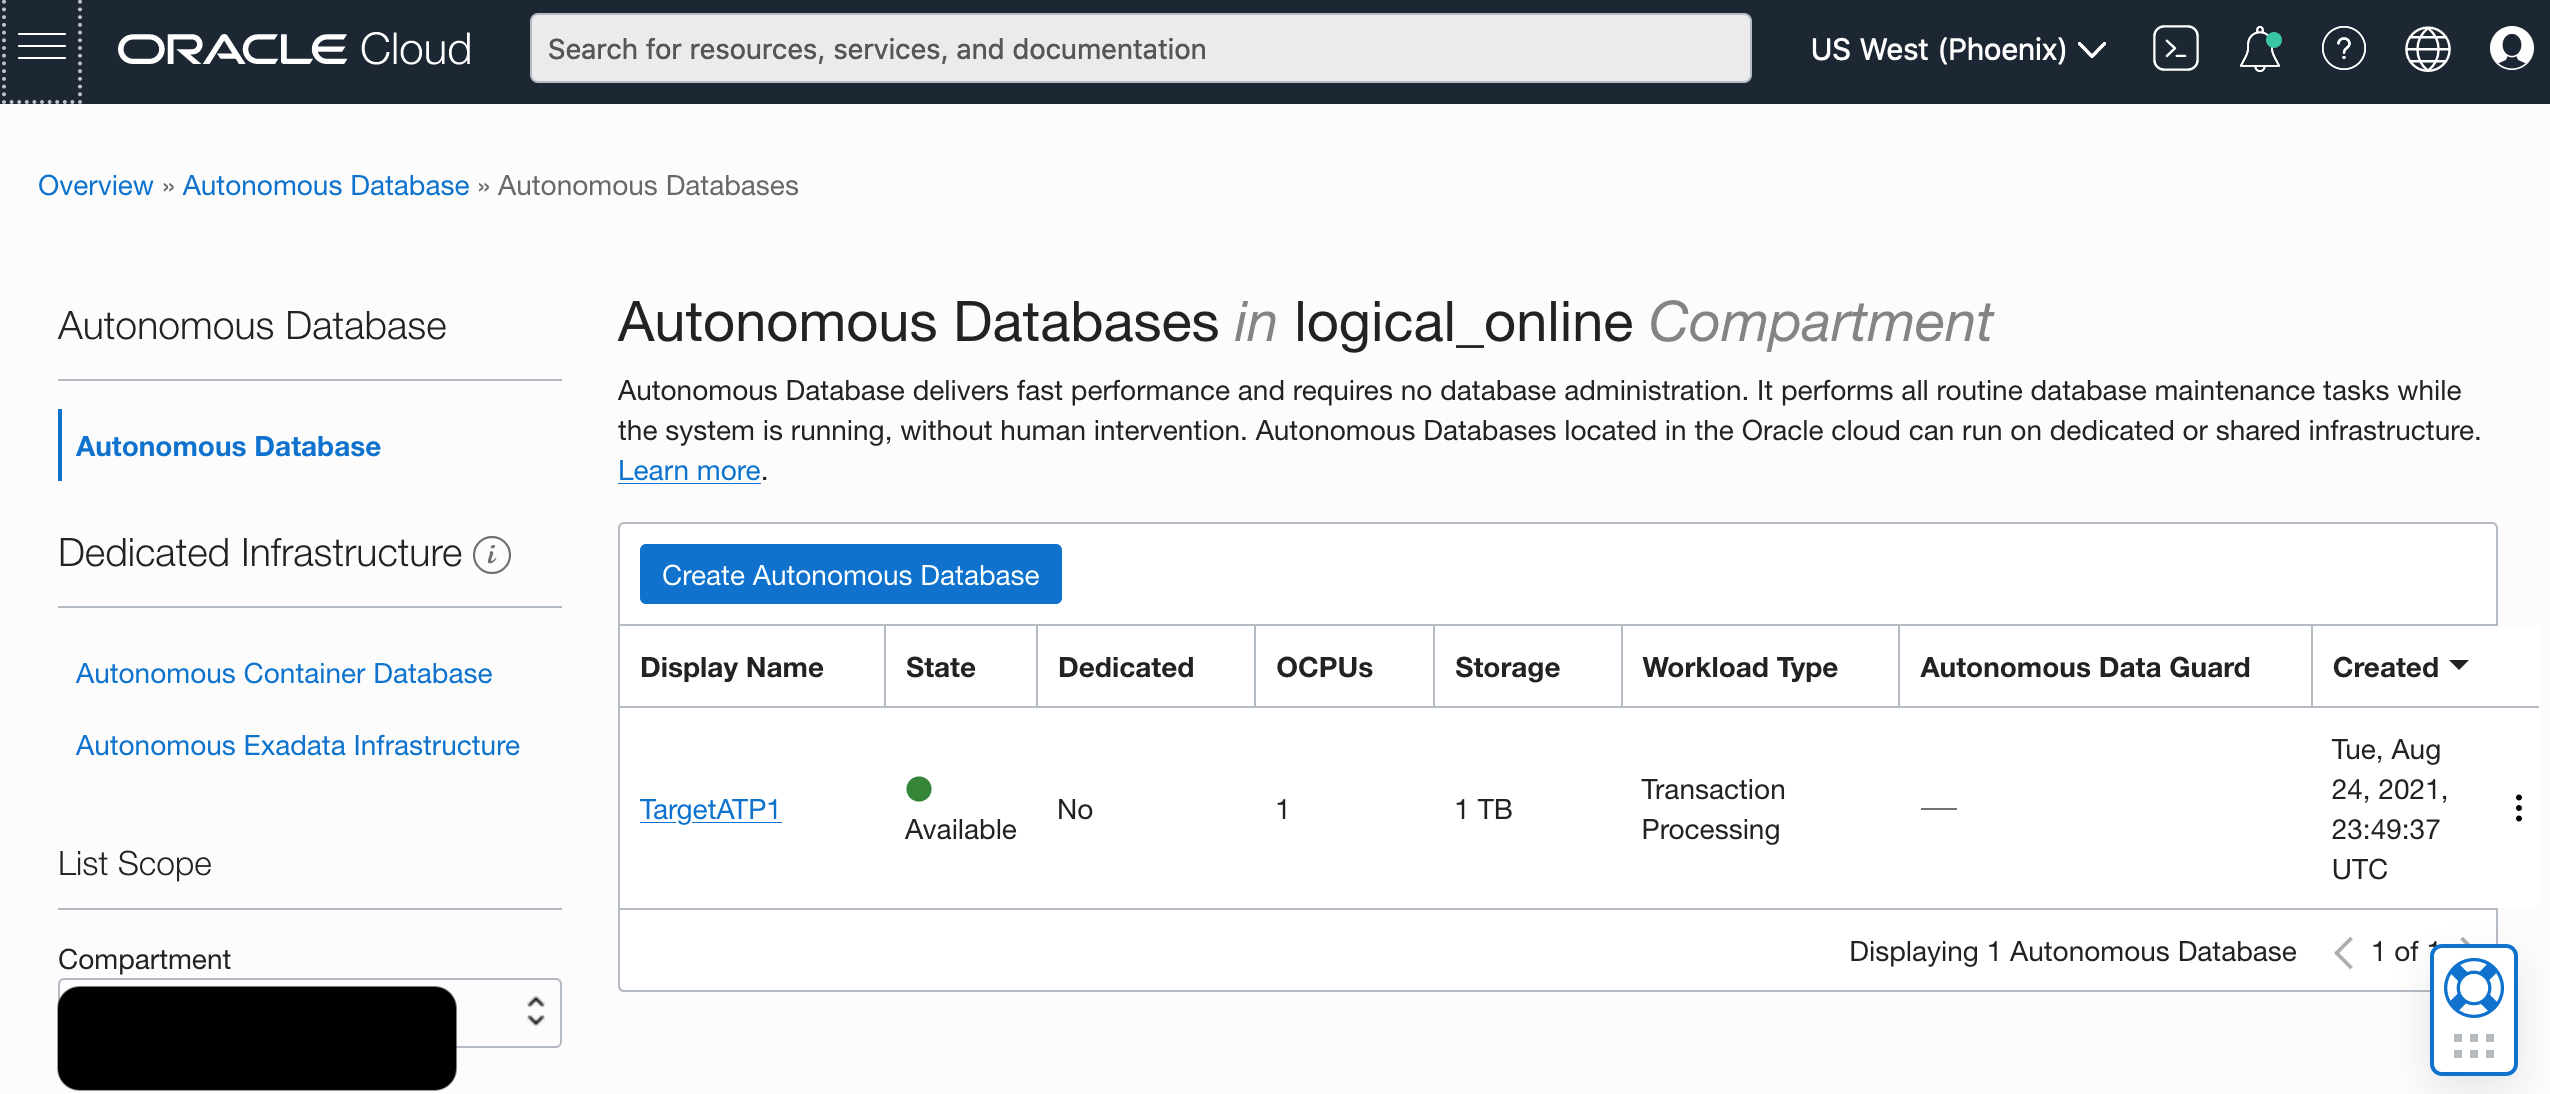 ORACLE Cloud
Search for resources, services, and documentation
US West (Phoenix)
Overview » Autonomous Database » Autonomous Databases
Autonomous Database
Autonomous Database
Dedicated Infrastructure i
Autonomous Container Database
Autonomous Exadata Infrastructure
List Scope
Compartment
Autonomous Databases in logical_online Compartment
Autonomous Database delivers fast performance and requires no database administration. It performs all routine database maintenance tasks while
the system is running, without human intervention. Autonomous Databases located in the Oracle cloud can run on dedicated or shared infrastructure.
Learn more.
Create Autonomous Database
Display Name State Dedicated OCPUs Storage Workload Type Autonomous Data Guard Created
TargetATP1 Available No 1 1 TB Transaction Processing — Tue, Aug 24, 2021, 23:49:37 UTC
Displaying 1 Autonomous Database 1 of 1